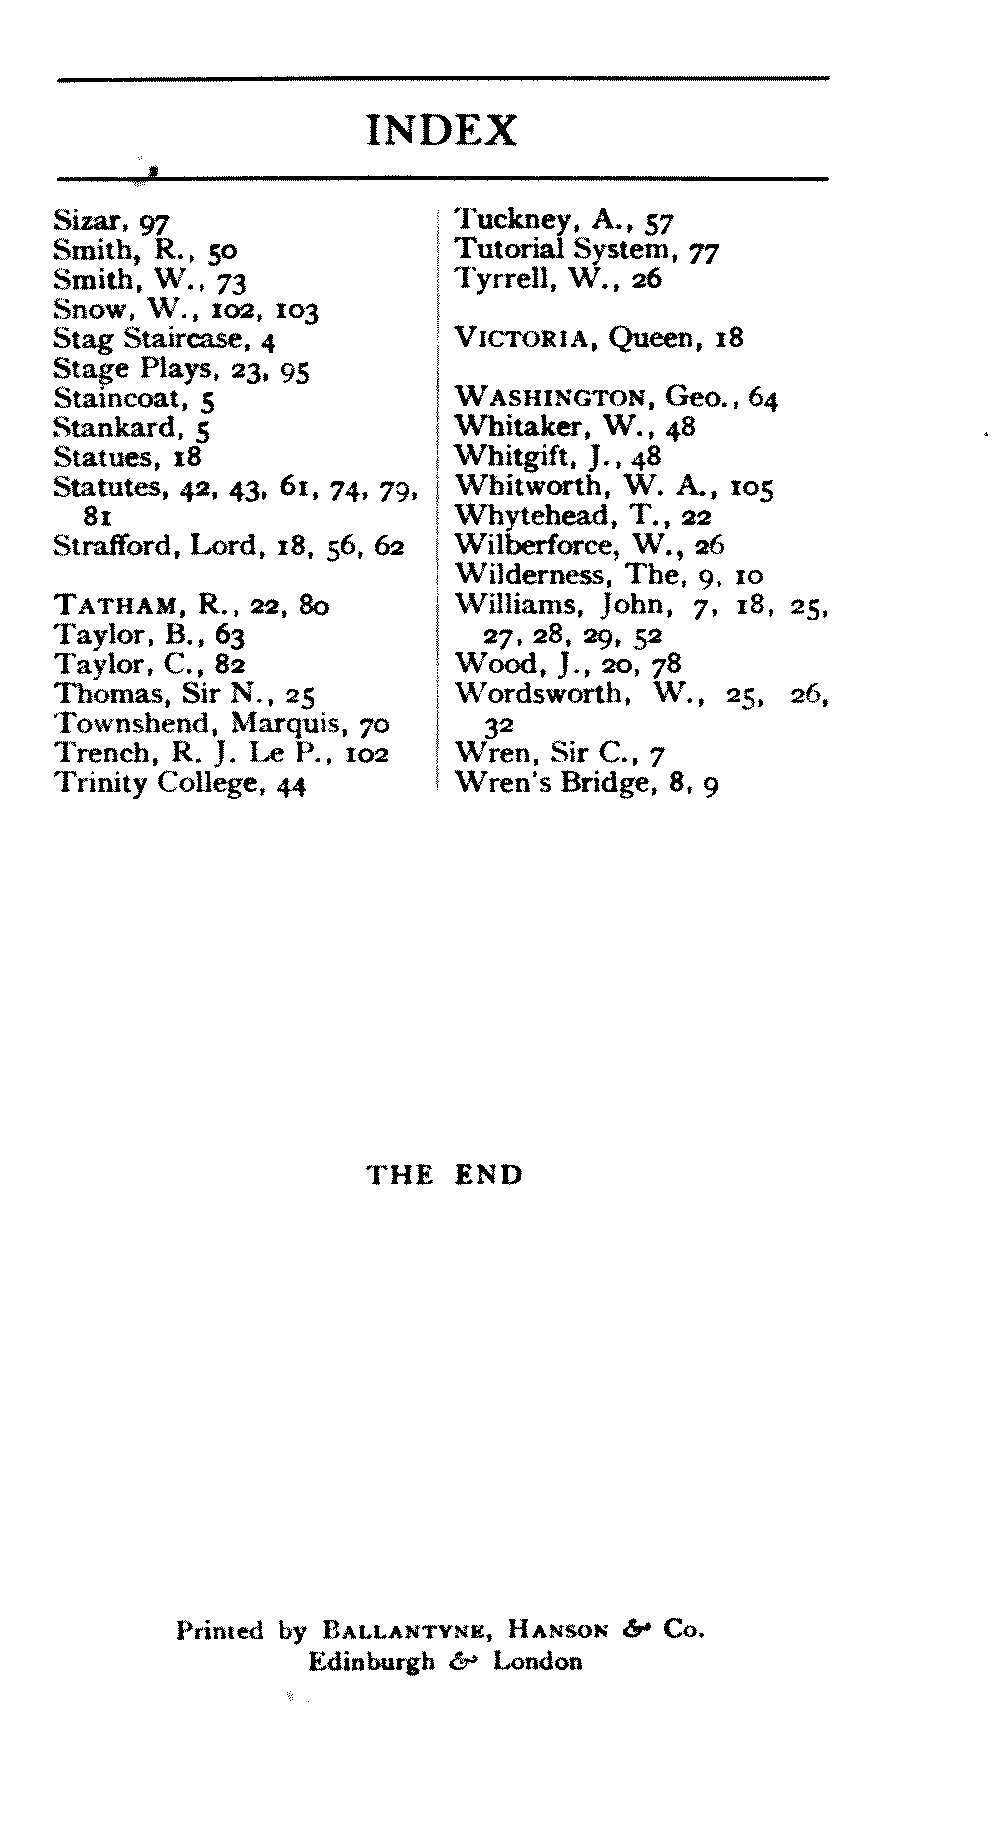 INDEX
Sizar, 97
Smith, R., 50
Smith, W., 73
Snow, W., 102, 103
Stag Staircase, 4
Stage Plays, 23, 95
Staincoat, 5
Stankard, 5
Statues, 18
Statutes, 42, 43, 61, 74, 79,
81
Strafford, Lord, 18, 56, 62
TATHAM, R., 22, 80
Taylor, B., 63
Taylor, C., 82
Thomas, Sir N., 25
Townshend, Marquis, 70
Trench, R. J. Le P., 102
Trinity College, 44
Tuckney, A., 57
Tutorial System, 77
Tyrrell, W., 26
VICTORIA, Queen, 18
WASHINGTON, Geo., 64
Whitaker, W., 48
Whitgift, J., 48
Whitworth, W. A., 105
Whytehead, T., 22
Wilberforce, W., 26
Wilderness, The, 9, 10
Williams, John, 7, 18, 25,
27, 28, 29, 52
Wood, J., 20, 78
Wordsworth, W., 25, 26,
32
Wren, Sir C., 7
Wren's Bridge, 8, 9
THE END
Printed by BALLANTYNE, HANSON & Co.
Edinburgh & London